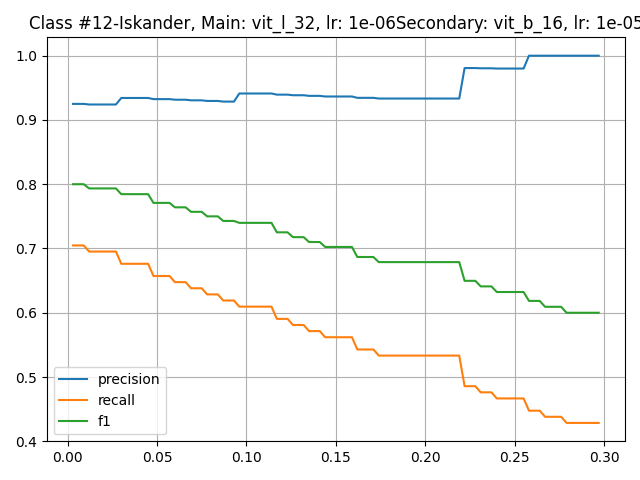 Class #12-Iskander, Main: vit_l_32, lr: 1e-06Secondary: vit_b_16, lr: 1e-05
1.0
0.9
0.8
0.7
0.6
0.5
0.4
precision
recall
f1
0.00 0.05 0.10 0.15 0.20 0.25 0.30